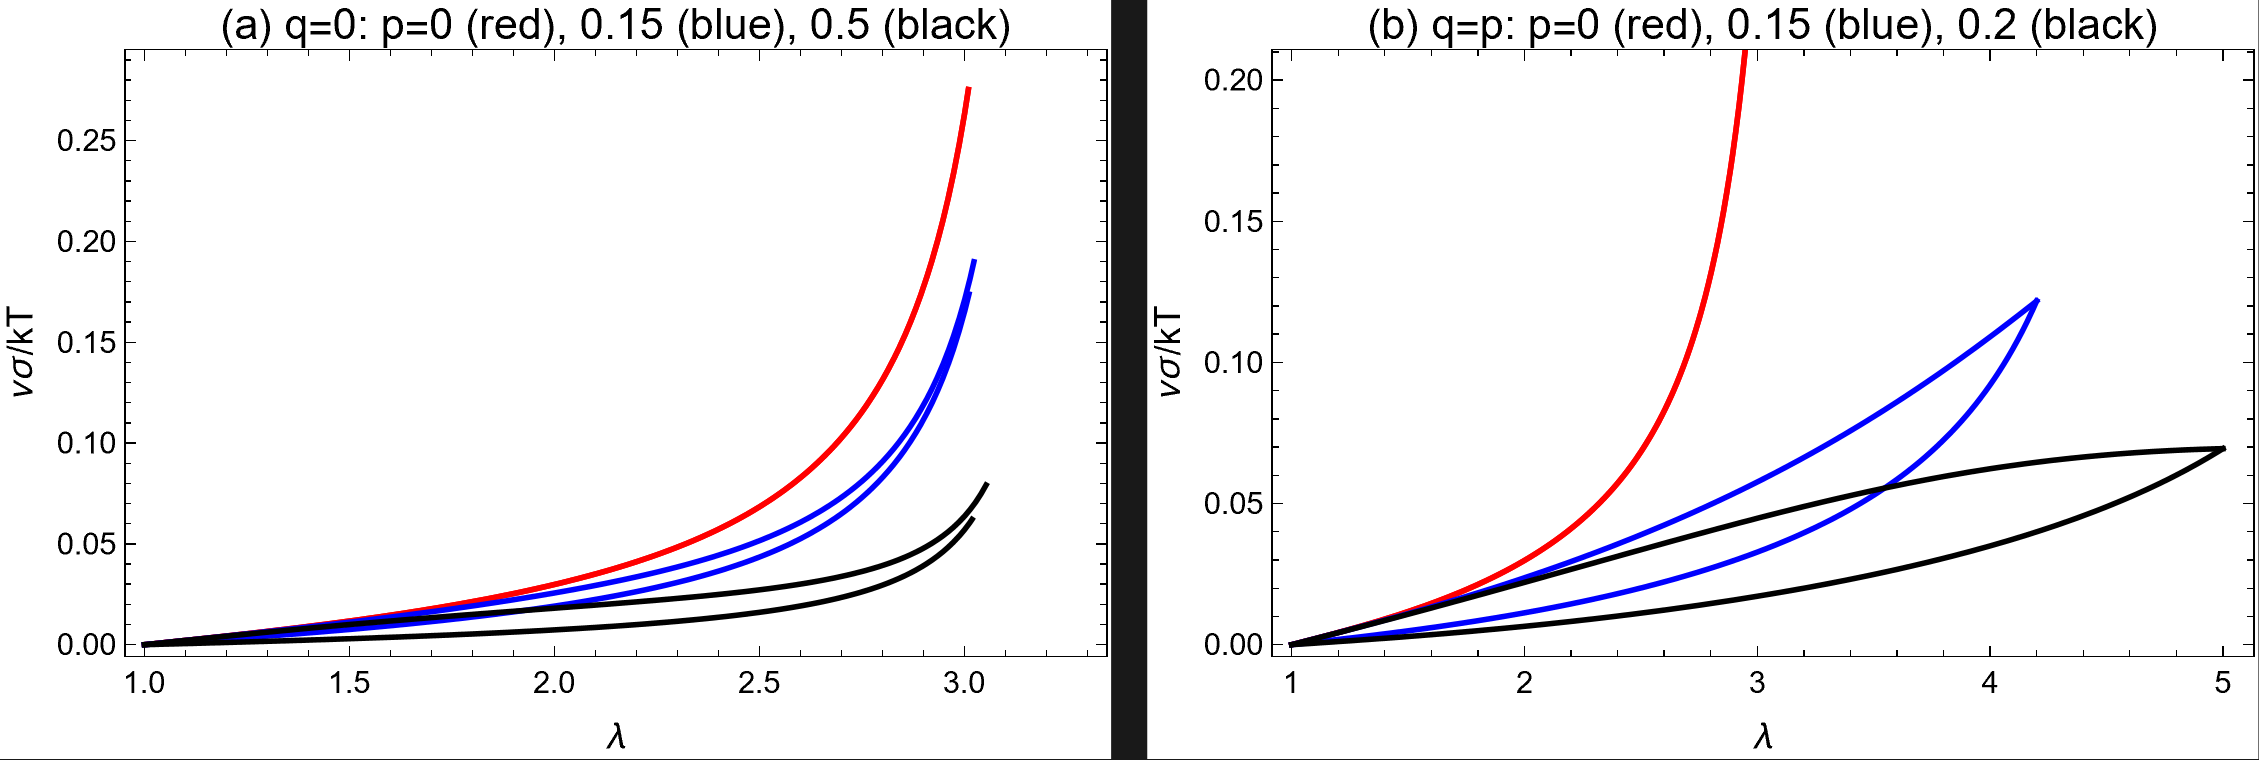 (a) q=0: p=0 (red), 0.15 (blue), 0.5 (black)
0.25
0.20
0.15
0.10
0.05
0.00
vσ/kT
1.0 1.5 2.0 2.5 3.0
λ
(b) q=p: p=0 (red), 0.15 (blue), 0.2 (black)
0.20
0.15
0.10
0.05
0.00
vσ/kT
1 2 3 4 5
λ